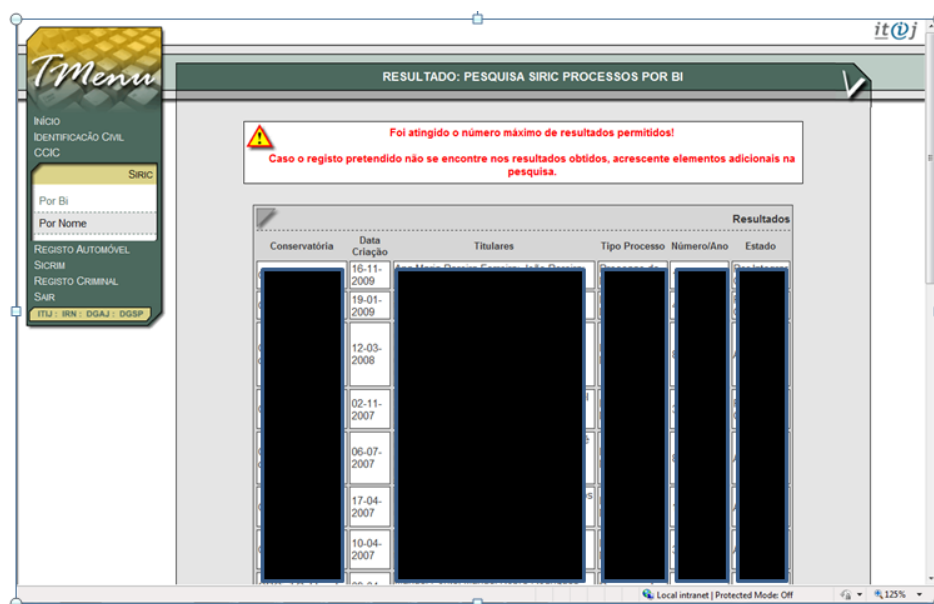 it@j
TMenu
RESULTADO: PESQUISA SIRIC PROCESSOS POR BI
INÍCIO
IDENTIFICAÇÃO CIVIL
CCIC
SIRIC
Por Bi
Por Nome
REGISTO AUTOMÓVEL
SICRIM
REGISTO CRIMINAL
SAIR
ITIJ : IRN : DGAJ : DGSP
Foi atingido o número máximo de resultados permitidos!
Caso o registo pretendido não se encontre nos resultados obtidos, acrescente elementos adicionais na
pesquisa.
Resultados
Conservatória Data Criação Titulares Tipo Processo Número/Ano Estado
16-11-
2009
19-01-
2009
12-03-
2008
02-11-
2007
06-07-
2007
17-04-
2007
10-04-
2007
Local intranet | Protected Mode: Off
125%